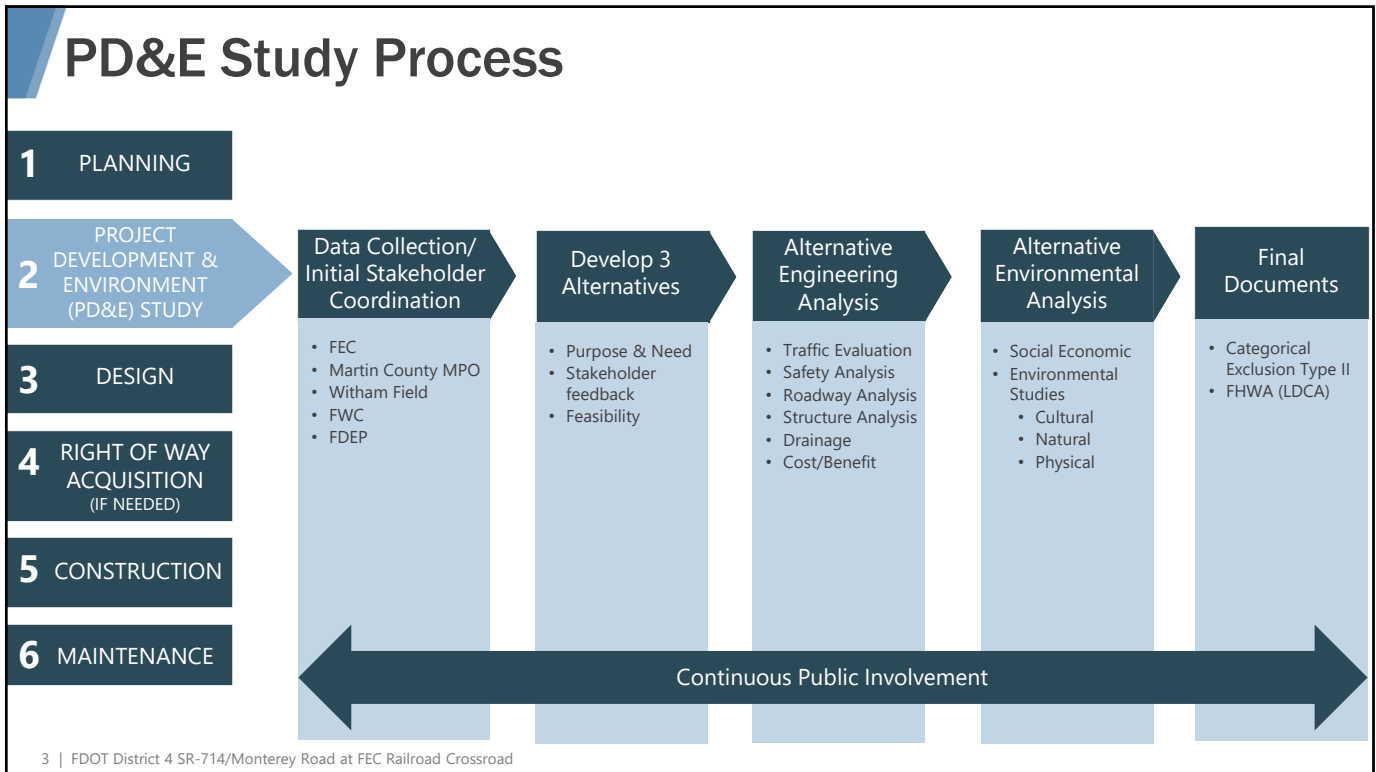 PD&E Study Process
1 PLANNING
2 PROJECT
DEVELOPMENT &
ENVIRONMENT
(PD&E) STUDY
3 DESIGN
4 RIGHT OF WAY
ACQUISITION
(IF NEEDED)
5 CONSTRUCTION
6 MAINTENANCE
Data Collection/
Initial Stakeholder
Coordination
• FEC
• Martin County MPO
• Witham Field
• FWC
• FDEP
Develop 3
Alternatives
• Purpose & Need
• Stakeholder
feedback
• Feasibility
Alternative
Engineering
Analysis
• Traffic Evaluation
• Safety Analysis
• Roadway Analysis
• Structure Analysis
• Drainage
• Cost/Benefit
Alternative
Environmental
Analysis
• Social Economic
• Environmental
Studies
• Cultural
• Natural
• Physical
Final
Documents
• Categorical
Exclusion Type II
• FHWA (LDCA)
Continuous Public Involvement
3 | FDOT District 4 SR-714/Monterey Road at FEC Railroad Crossroad